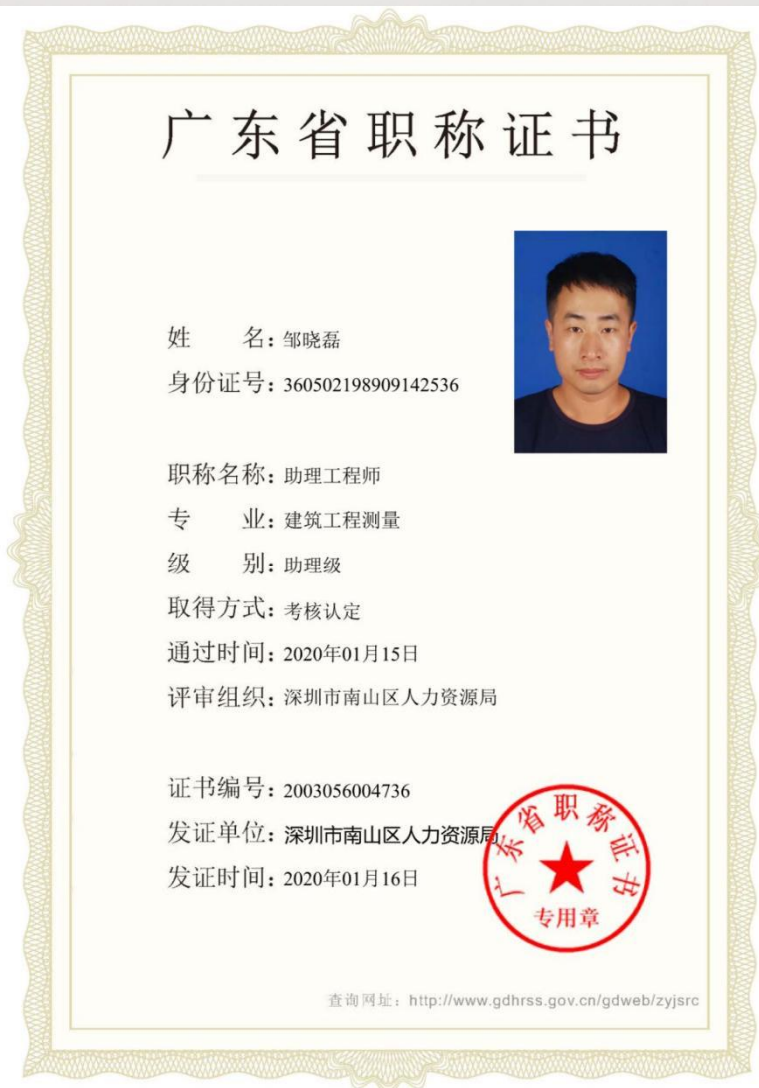 广东省职称证书
姓 名：邹晓磊
身份证号：360502198909142536
职称名称：助理工程师
专 业：建筑工程测量
级 别：助理级
取得方式：考核认定
通过时间：2020年01月15日
评审组织：深圳市南山区人力资源局
证书编号：2003056004736
发证单位：深圳市南山区人力资源局
发证时间：2020年01月16日
广东省职称证书
专用章
查询网址：http://www.gdhrss.gov.cn/gdweb/zyjsrc